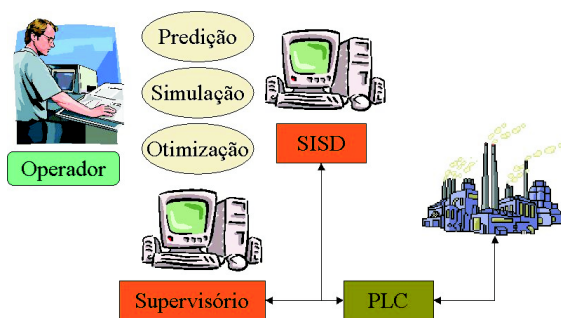 Predição
Simulação
Otimização
SISD
Operador
Supervisório
PLC